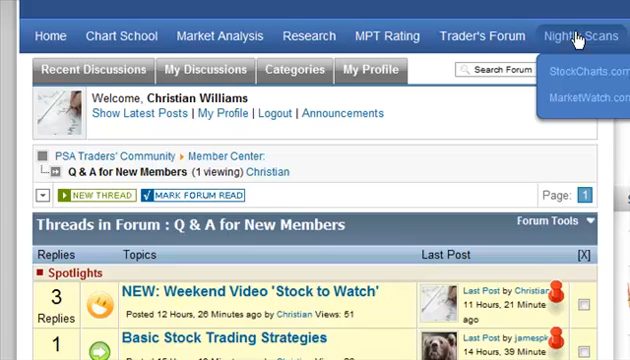 Home Chart School Market Analysis Research MPT Rating Trader's Forum Nightly Scans
StockCharts.com
MarketWatch.com
Recent Discussions My Discussions Categories My Profile Search Forum
Welcome, Christian Williams
Show Latest Posts | My Profile | Logout | Announcements
PSA Traders' Community Member Center:
Q & A for New Members (1 viewing) Christian
NEW THREAD MARK FORUM READ Page: 1
Threads in Forum : Q & A for New Members Forum Tools
Replies Topics Last Post [X]
Spotlights
3 Replies
NEW: Weekend Video 'Stock to Watch'
Posted 12 Hours, 26 Minutes ago by Christian Views: 51
Last Post by Christian
11 Hours, 21 Minute
ago
1
Basic Stock Trading Strategies
Last Post by jamesp
14 Hours, 39 Minute